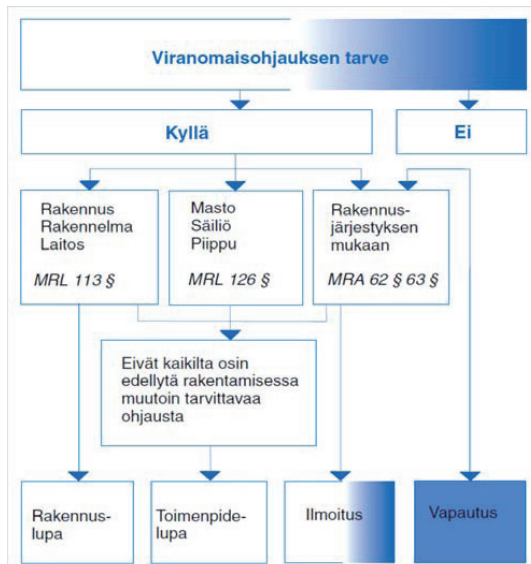 Viranomaisohjauksen tarve
Kyllä
Ei
Rakennus
Rakennelma
Laitos
MRL 113 §
Masto
Säiliö
Piippu
MRL 126 §
Rakennus-
järjestyksen
mukaan
MRA 62 § 63 §
Eivät kaikilta osin
edellytä rakentamisessa
muutoin tarvittavaa
ohjausta
Rakennus-
lupa
Toimenpide-
lupa
Ilmoitus
Vapautus